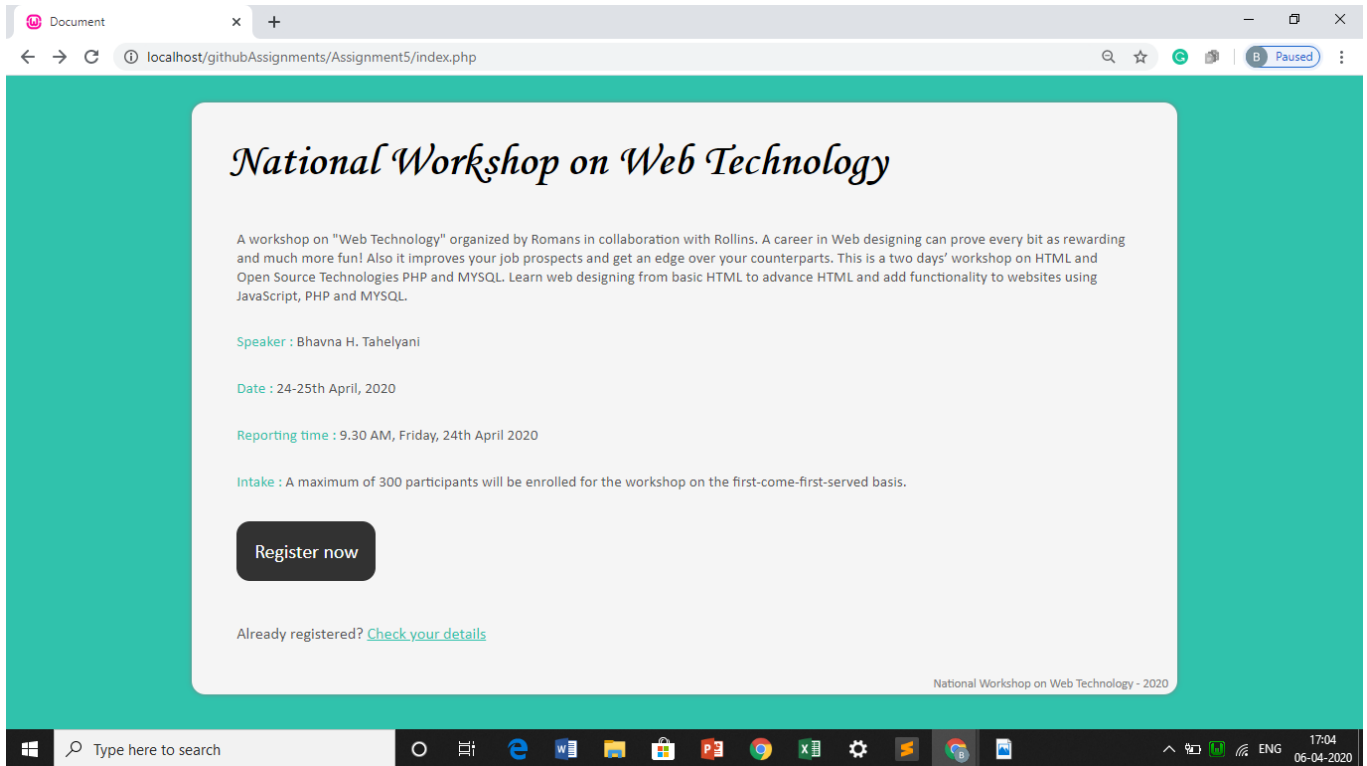 Document
localhost/githubAssignments/Assignment5/index.php
B Paused
National Workshop on Web Technology
A workshop on "Web Technology" organized by Romans in collaboration with Rollins. A career in Web designing can prove every bit as rewarding
and much more fun! Also it improves your job prospects and get an edge over your counterparts. This is a two days’ workshop on HTML and
Open Source Technologies PHP and MYSQL. Learn web designing from basic HTML to advance HTML and add functionality to websites using
JavaScript, PHP and MYSQL.
Speaker : Bhavna H. Tahelyani
Date : 24-25th April, 2020
Reporting time : 9.30 AM, Friday, 24th April 2020
Intake : A maximum of 300 participants will be enrolled for the workshop on the first-come-first-served basis.
Register now
Already registered? Check your details
National Workshop on Web Technology - 2020
Type here to search
ENG
17:04
06-04-2020